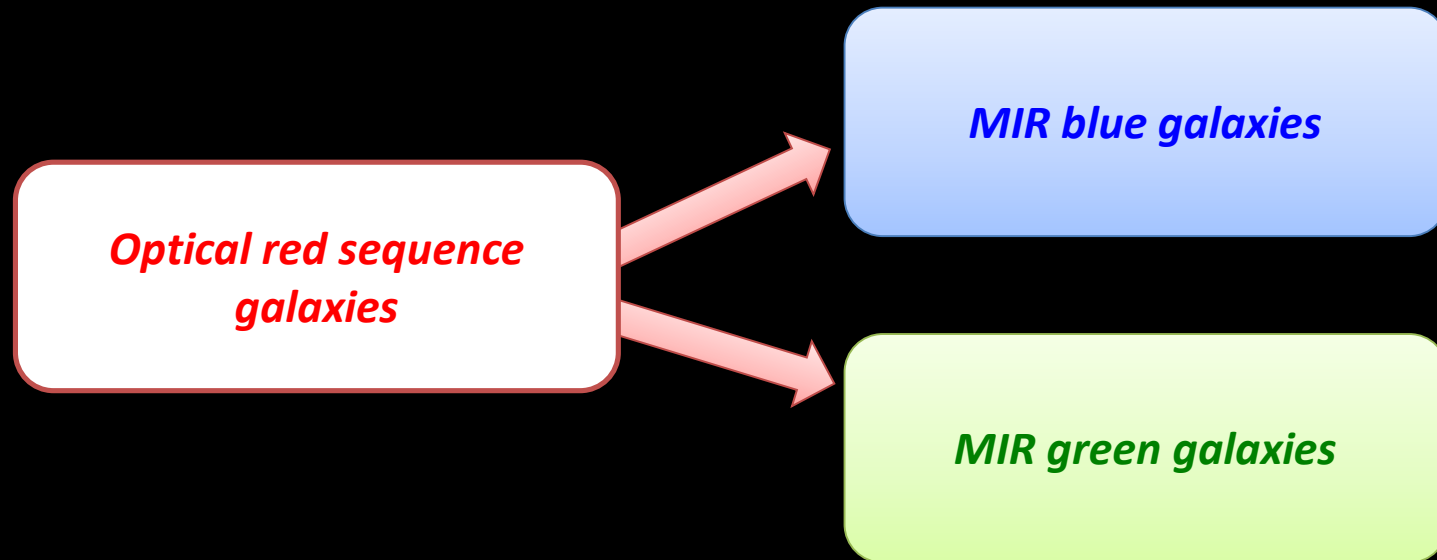 MIR blue galaxies
Optical red sequence
galaxies
MIR green galaxies